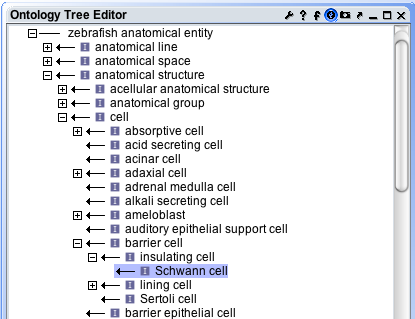 Ontology Tree Editor
zebrafish anatomical entity
anatomical line
anatomical space
anatomical structure
acellular anatomical structure
anatomical group
cell
absorptive cell
acid secreting cell
acinar cell
adaxial cell
adrenal medulla cell
alkali secreting cell
ameloblast
auditory epithelial support cell
barrier cell
insulating cell
Schwann cell
lining cell
Sertoli cell
barrier epithelial cell